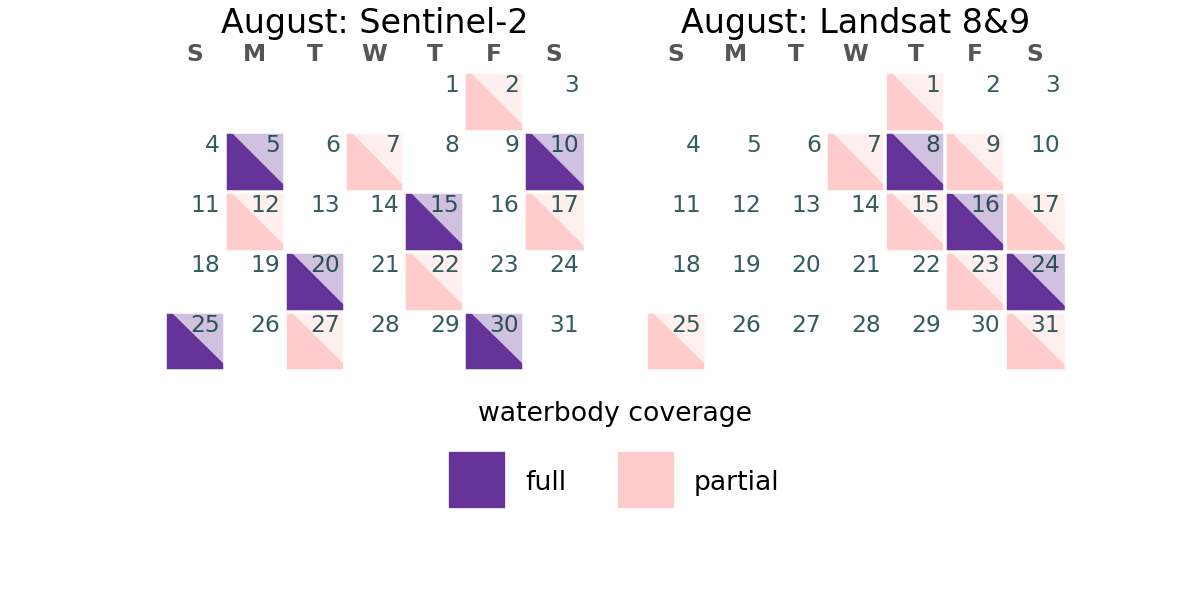 August: Sentinel-2
S M T W T F S
1 2 3
4 5 6 7 8 9 10
11 12 13 14 15 16 17
18 19 20 21 22 23 24
25 26 27 28 29 30 31
August: Landsat 8&9
S M T W T F S
1 2 3
4 5 6 7 8 9 10
11 12 13 14 15 16 17
18 19 20 21 22 23 24
25 26 27 28 29 30 31
waterbody coverage
full partial